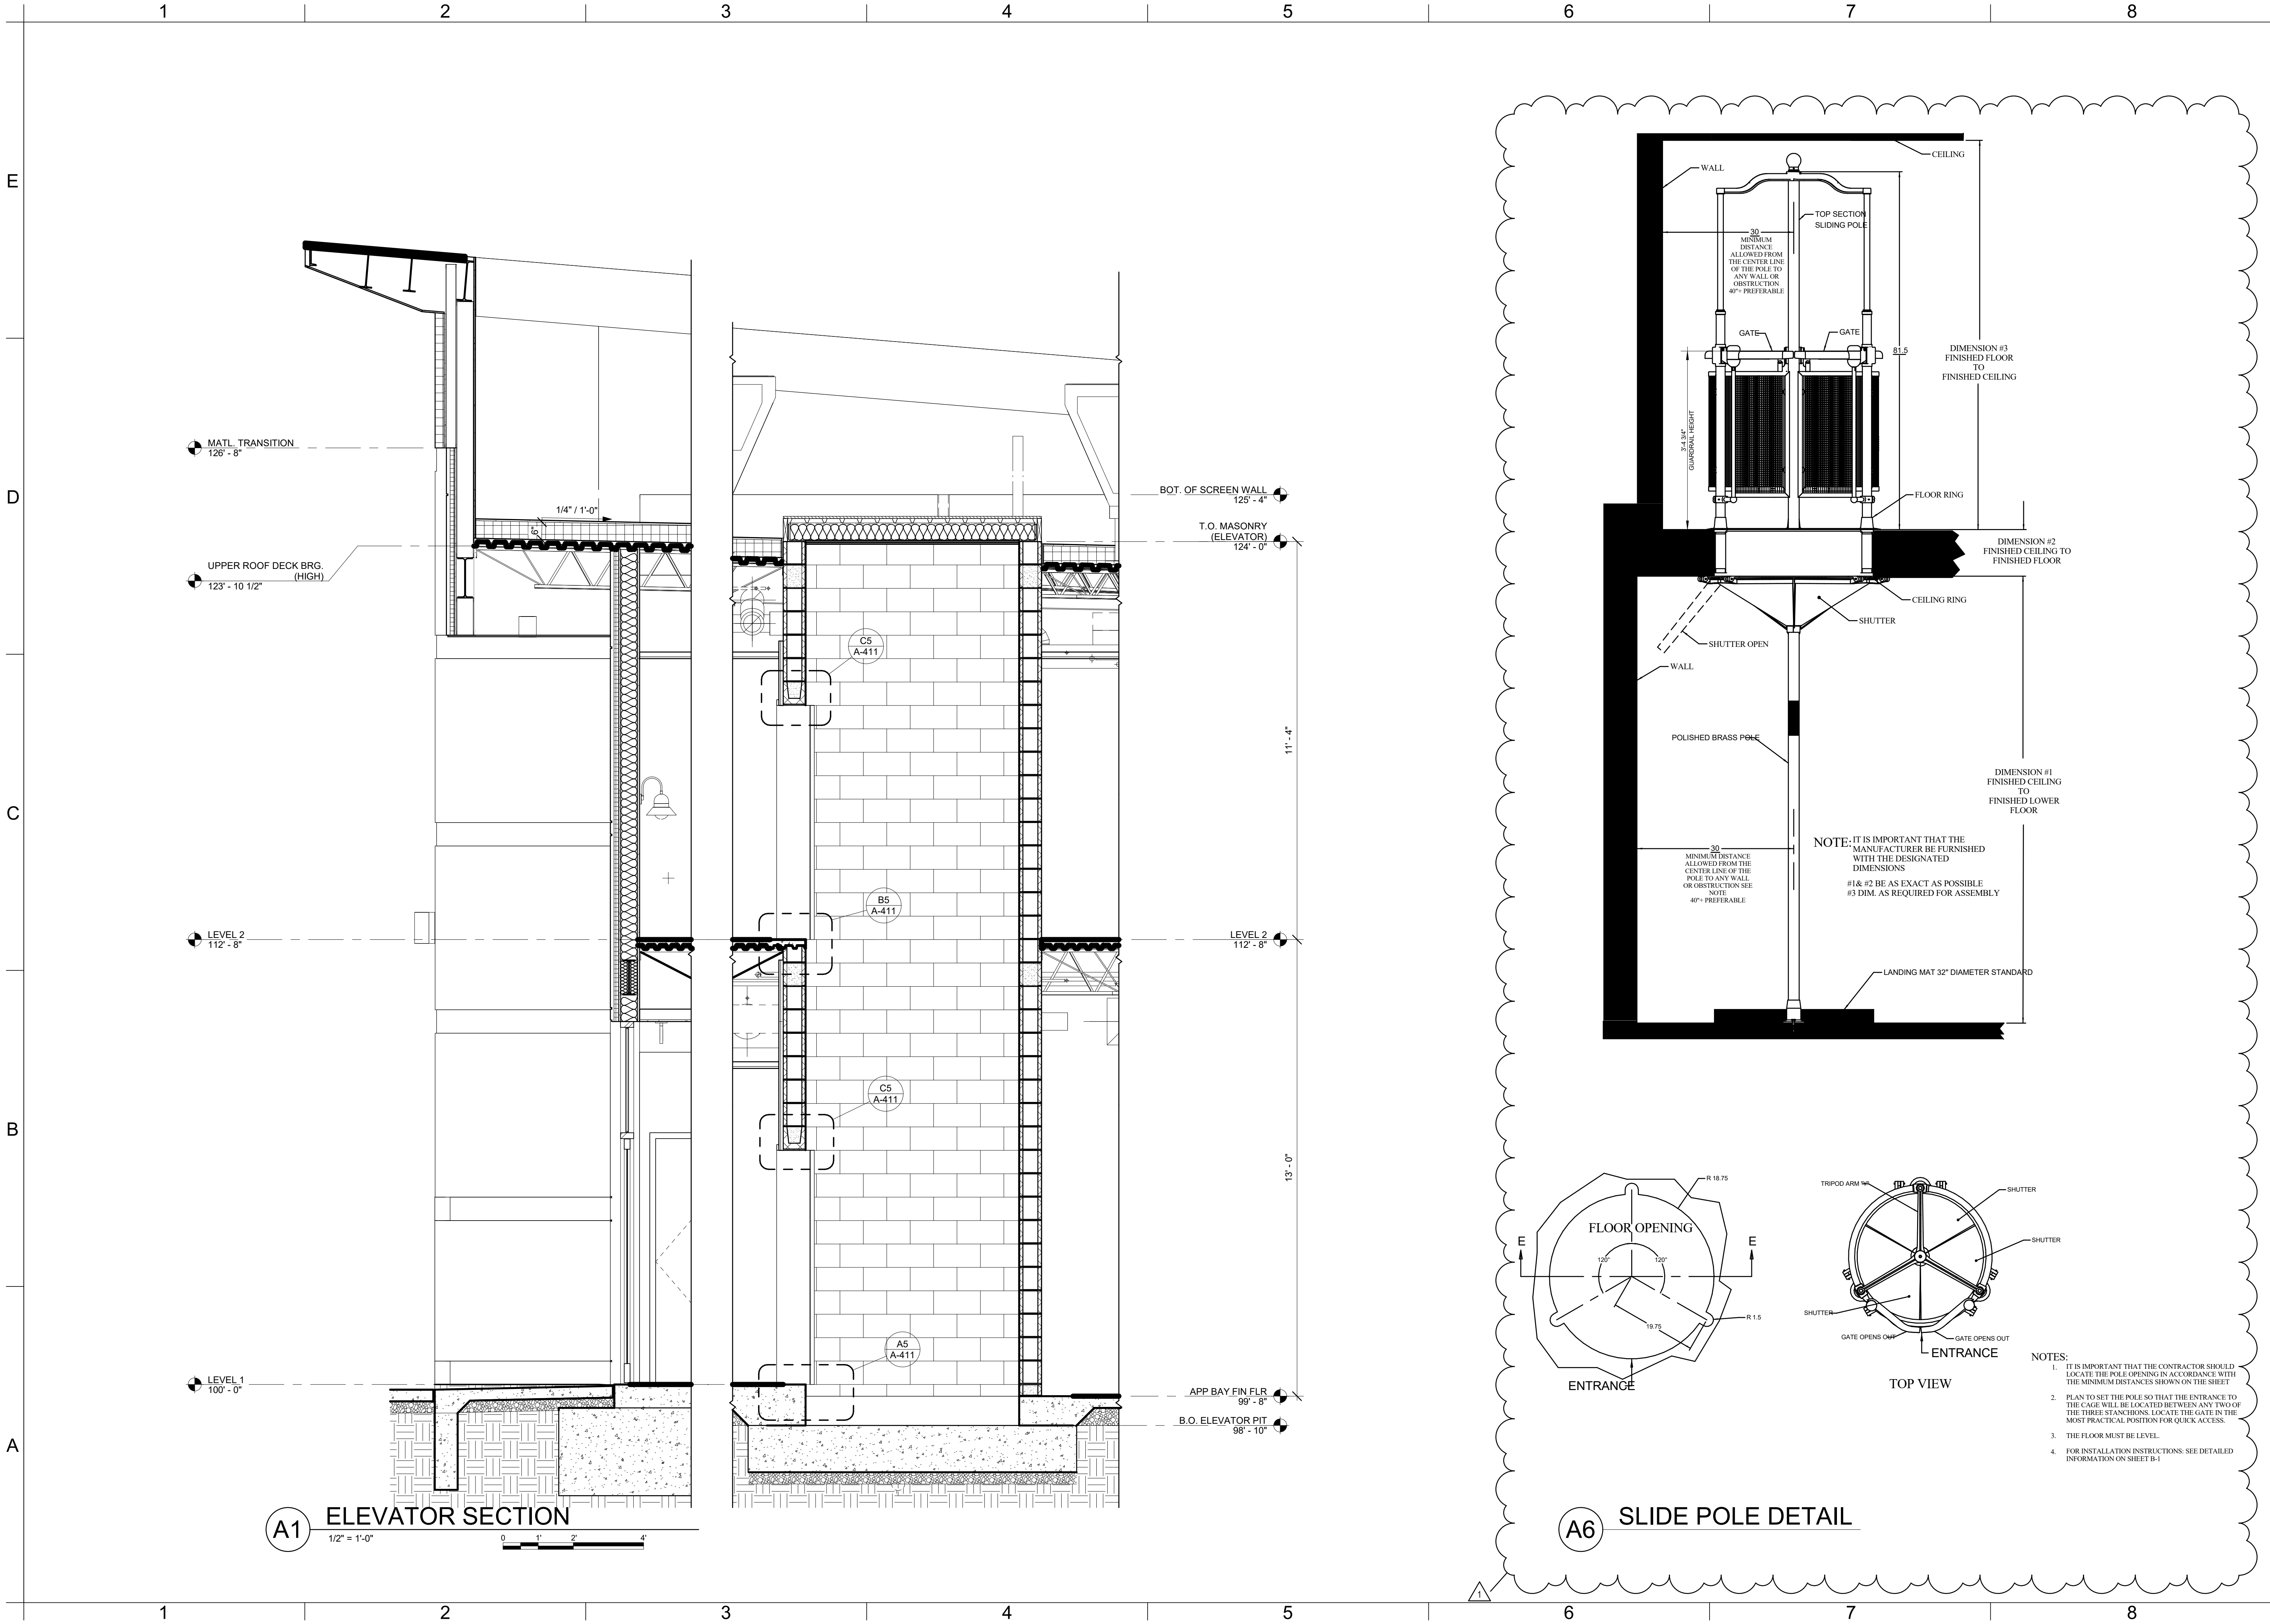 1 2 3 4 5 6 7 8
E
D
C
B
A
MATL. TRANSITION
126' - 8"
UPPER ROOF DECK BRG.
(HIGH)
123' - 10 1/2"
LEVEL 2
112' - 8"
LEVEL 1
100' - 0"
1/4" / 1'-0"
6"
C5
A-411
B5
A-411
C5
A-411
A5
A-411
BOT. OF SCREEN WALL
125' - 4"
T.O. MASONRY
(ELEVATOR)
124' - 0"
11' - 4"
LEVEL 2
112' - 8"
13' - 0"
APP BAY FIN FLR
99' - 8"
B.O. ELEVATOR PIT
98' - 10"
A1
ELEVATOR SECTION
1/2" = 1'-0"
0 1' 2' 4'
CEILING
WALL
TOP SECTION
SLIDING POLE
30
MINIMUM
DISTANCE
ALLOWED FROM
THE CENTER LINE
OF THE POLE TO
ANY WALL OR
OBSTRUCTION
40"+ PREFERABLE
GATE
GATE
81.5
DIMENSION #3
FINISHED FLOOR
TO
FINISHED CEILING
3'-4 3/4"
GUARDRAIL HEIGHT
FLOOR RING
DIMENSION #2
FINISHED CEILING TO
FINISHED FLOOR
CEILING RING
SHUTTER
SHUTTER OPEN
WALL
POLISHED BRASS POLE
DIMENSION #1
FINISHED CEILING
TO
FINISHED LOWER
FLOOR
NOTE: IT IS IMPORTANT THAT THE
MANUFACTURER BE FURNISHED
WITH THE DESIGNATED
DIMENSIONS
#1& #2 BE AS EXACT AS POSSIBLE
#3 DIM. AS REQUIRED FOR ASSEMBLY
30
MINIMUM DISTANCE
ALLOWED FROM THE
CENTER LINE OF THE
POLE TO ANY WALL
OR OBSTRUCTION SEE
NOTE
40"+ PREFERABLE
LANDING MAT 32" DIAMETER STANDARD
R 18.75
FLOOR OPENING
E
E
120°
120°
19.75
R 1.5
ENTRANCE
TRIPOD ARM "Y"
SHUTTER
SHUTTER
SHUTTER
GATE OPENS OUT
GATE OPENS OUT
ENTRANCE
TOP VIEW
NOTES:
1. IT IS IMPORTANT THAT THE CONTRACTOR SHOULD
LOCATE THE POLE OPENING IN ACCORDANCE WITH
THE MINIMUM DISTANCES SHOWN ON THE SHEET
2. PLAN TO SET THE POLE SO THAT THE ENTRANCE TO
THE CAGE WILL BE LOCATED BETWEEN ANY TWO OF
THE THREE STANCHIONS. LOCATE THE GATE IN THE
MOST PRACTICAL POSITION FOR QUICK ACCESS.
3. THE FLOOR MUST BE LEVEL.
4. FOR INSTALLATION INSTRUCTIONS: SEE DETAILED
INFORMATION ON SHEET B-1
A6
SLIDE POLE DETAIL
1
1 2 3 4 5 6 7 8